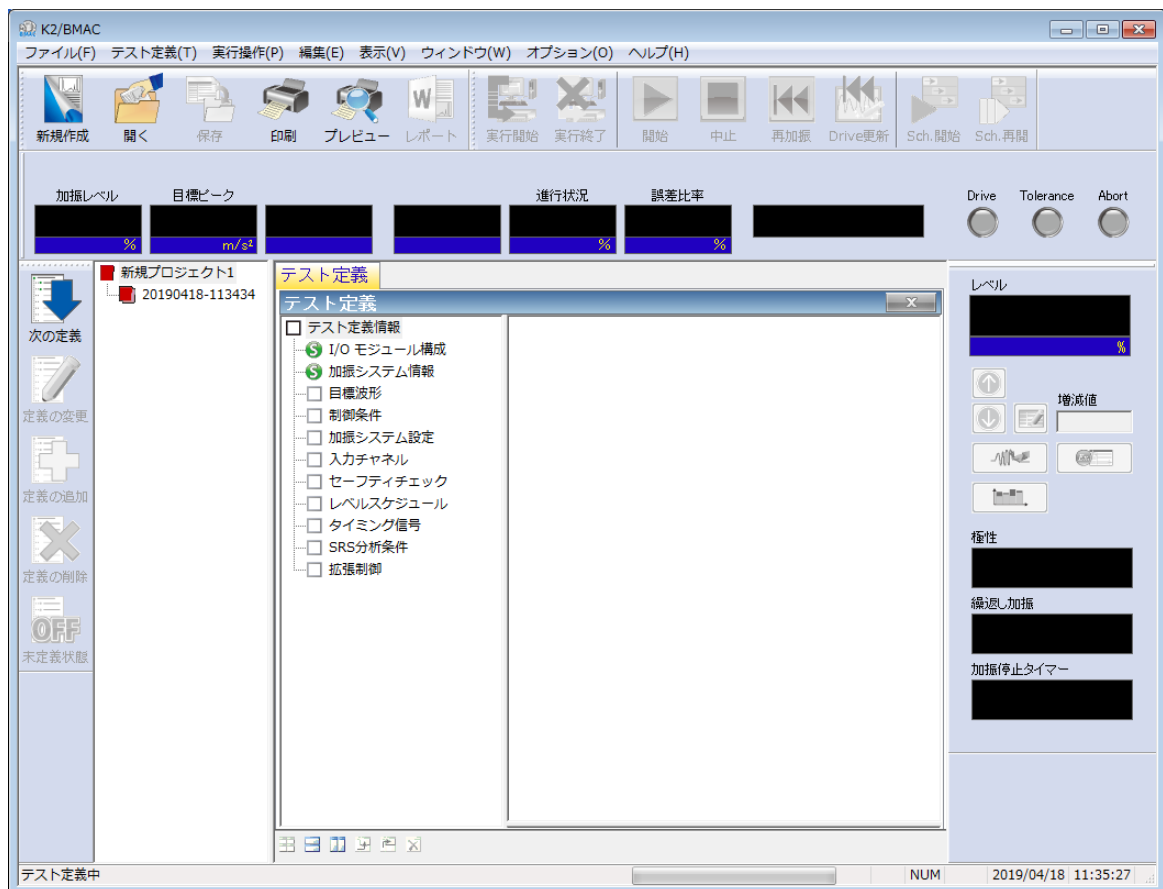 K2/BMAC
ファイル(F) テスト定義(T) 実行操作(P) 編集(E) 表示(V) ウィンドウ(W) オプション(O) ヘルプ(H)
新規作成 開く 保存 印刷 プレビュー レポート 実行開始 実行終了 開始 中止 再加振 Drive更新 Sch.開始 Sch.再開
加振レベル 目標ピーク 進行状況 誤差比率 Drive Tolerance Abort
% m/s² % %
次の定義
定義の変更
定義の追加
定義の削除
OFF
未定義状態
新規プロジェクト1
20190418-113434
テスト定義
テスト定義 x
テスト定義情報
S I/O モジュール構成
S 加振システム情報
目標波形
制御条件
加振システム設定
入力チャネル
セーフティチェック
レベルスケジュール
タイミング信号
SRS分析条件
拡張制御
レベル
%
増減値
極性
繰返し加振
加振停止タイマー
テスト定義中 NUM 2019/04/18 11:35:27